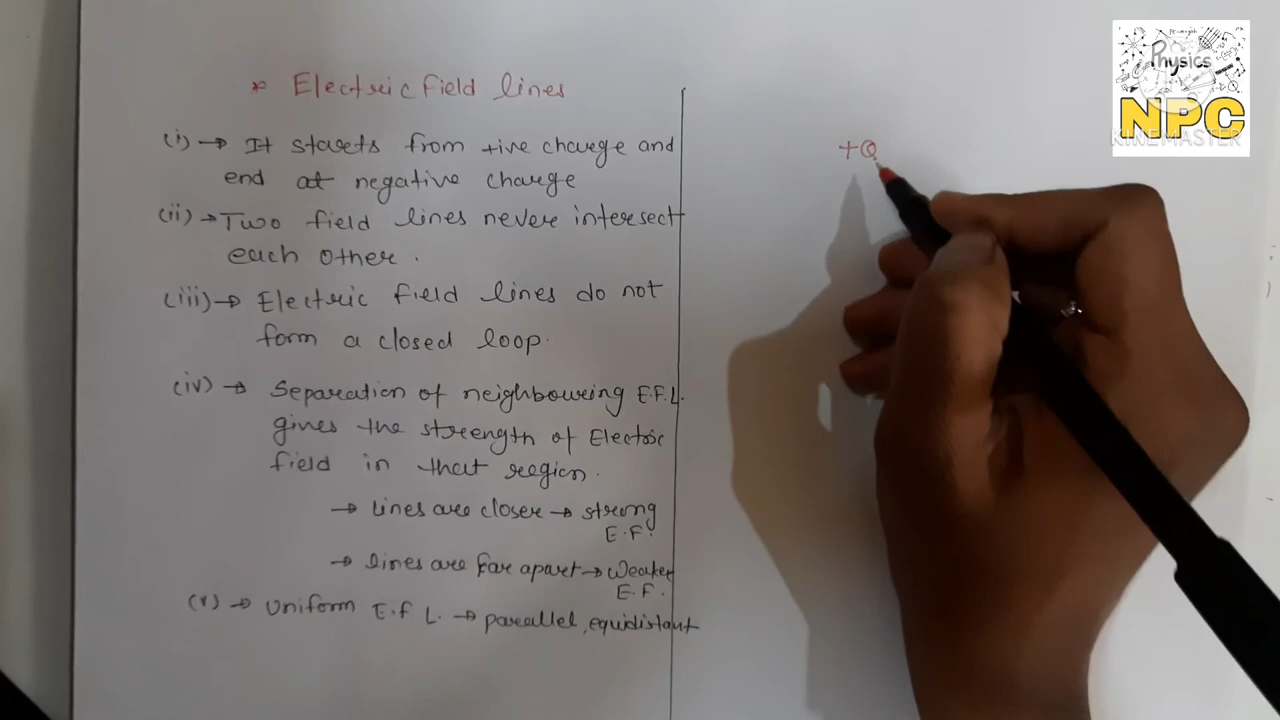 * Electric field lines
(i) → It starts from +ive charge and
end at negative charge
(ii) → Two field lines never intersect
each other.
(iii) → Electric field lines do not
form a closed loop.
(iv) → Separation of neighbouring E.F.L.
gives the strength of Electric
field in that region.
→ lines are closer → strong
E.F.
→ lines are far apart → weaker
E.F.
(v) → Uniform E.F L. → parallel, equidistant
+Q
Physics
NPC
KINEMASTER